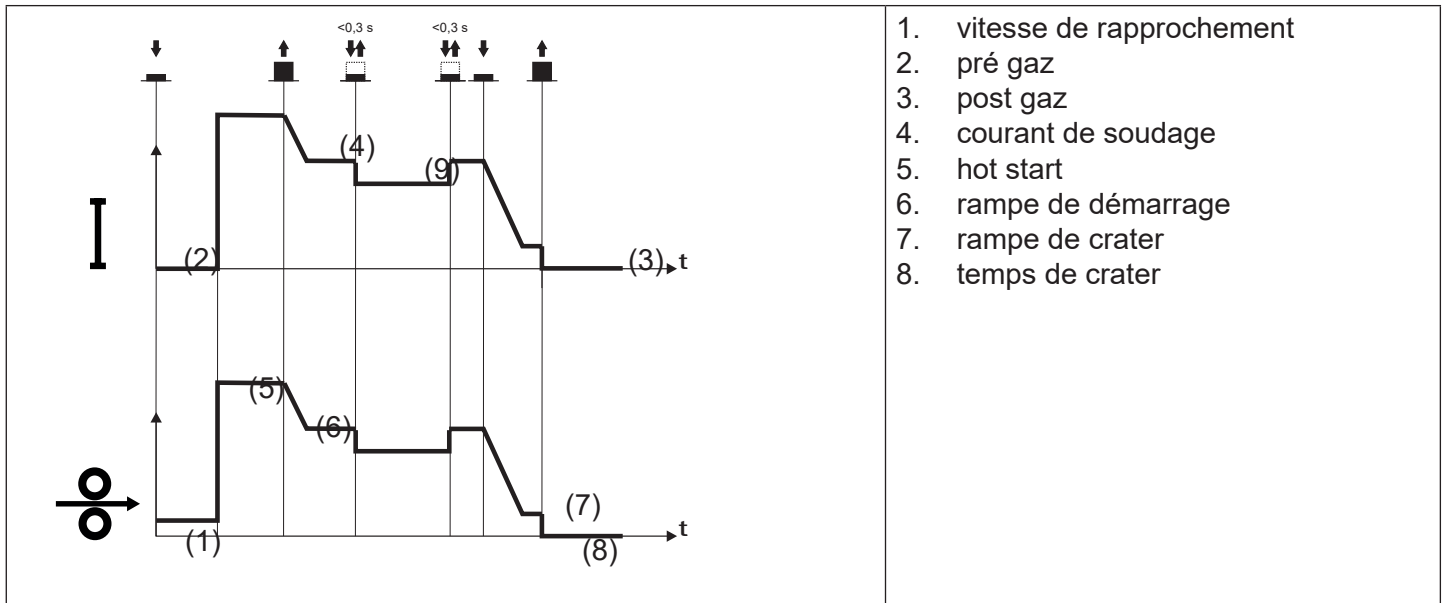 <0,3 s <0,3 s
(4)
(9)
(2) (3) t
(5)
(6)
(7)
(1) t
(8)
1. vitesse de rapprochement
2. pré gaz
3. post gaz
4. courant de soudage
5. hot start
6. rampe de démarrage
7. rampe de crater
8. temps de crater